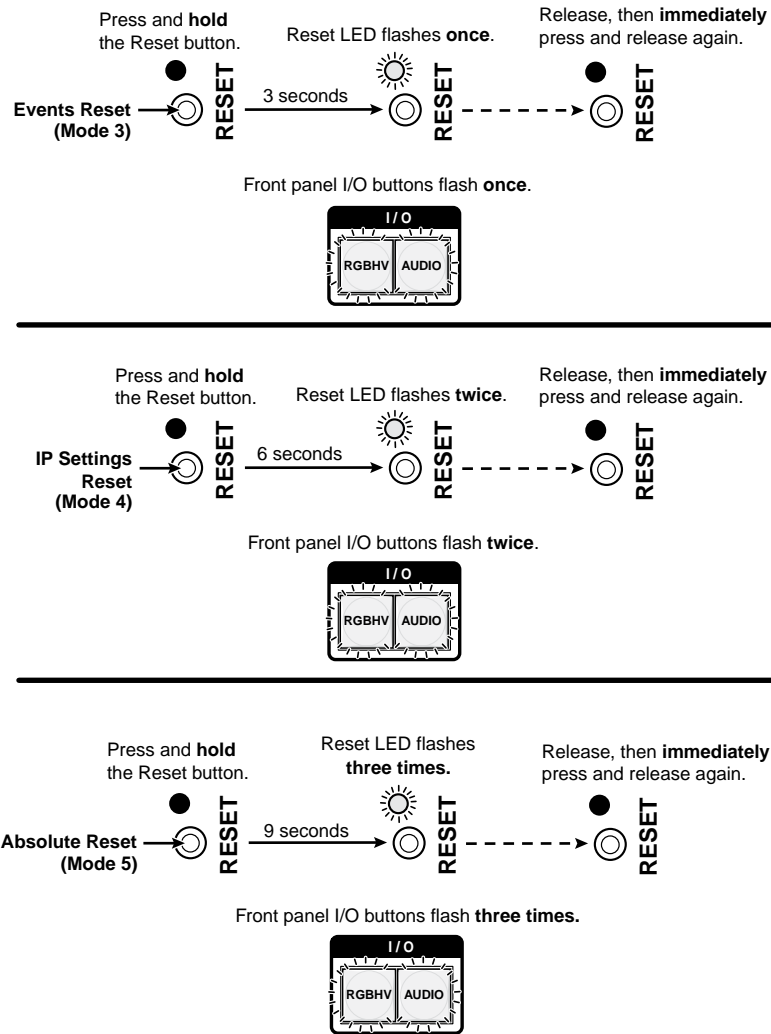 Press and hold
the Reset button.
Reset LED flashes once.
Release, then immediately
press and release again.
Events Reset
(Mode 3)
RESET
3 seconds
RESET
RESET
Front panel I/O buttons flash once.
I/O
RGBHV
AUDIO
Press and hold
the Reset button.
Reset LED flashes twice.
Release, then immediately
press and release again.
IP Settings
Reset
(Mode 4)
RESET
6 seconds
RESET
RESET
Front panel I/O buttons flash twice.
I/O
RGBHV
AUDIO
Press and hold
the Reset button.
Reset LED flashes
three times.
Release, then immediately
press and release again.
Absolute Reset
(Mode 5)
RESET
9 seconds
RESET
RESET
Front panel I/O buttons flash three times.
I/O
RGBHV
AUDIO